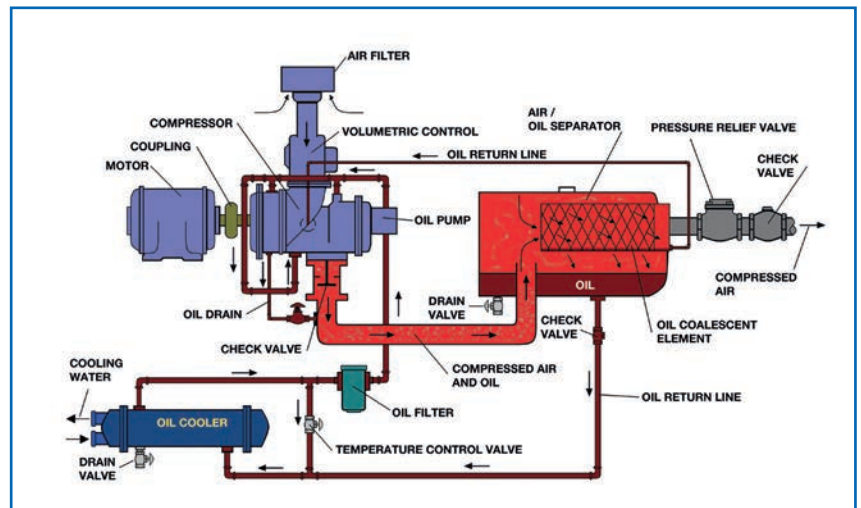 AIR FILTER
COMPRESSOR
COUPLING
MOTOR
VOLUMETRIC CONTROL
OIL RETURN LINE
AIR /
OIL SEPARATOR
PRESSURE RELIEF VALVE
CHECK
VALVE
OIL PUMP
COMPRESSED
AIR
OIL
DRAIN
VALVE
OIL DRAIN
CHECK VALVE
CHECK
VALVE
OIL COALESCENT
ELEMENT
COMPRESSED AIR
AND OIL
COOLING
WATER
OIL COOLER
OIL FILTER
OIL RETURN LINE
TEMPERATURE CONTROL VALVE
DRAIN
VALVE